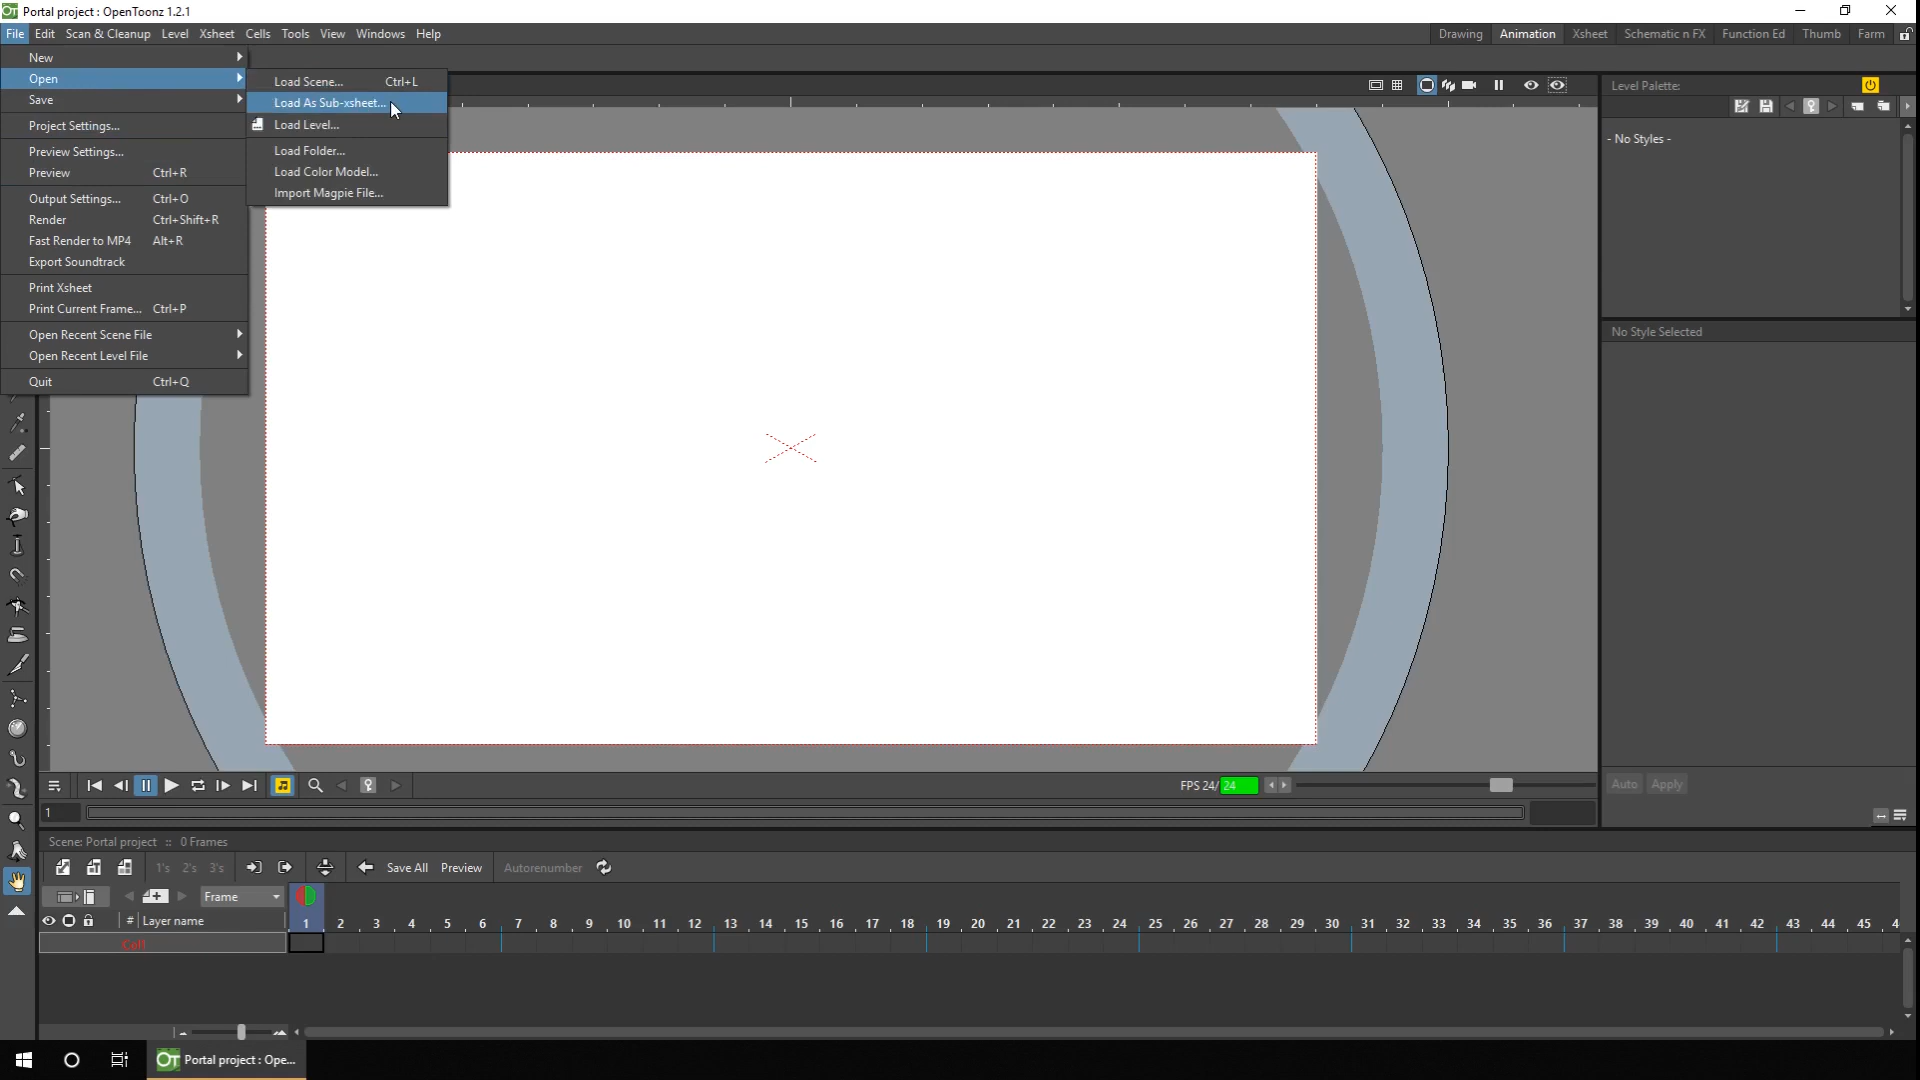 Portal project : OpenToonz 1.2.1
File Edit Scan & Cleanup Level Xsheet Cells Tools View Windows Help
Drawing Animation Xsheet Schematic n FX Function Ed Thumb Farm
New
Open
Save
Project Settings...
Preview Settings...
Preview Ctrl+R
Output Settings... Ctrl+O
Render Ctrl+Shift+R
Fast Render to MP4 Alt+R
Export Soundtrack
Print Xsheet
Print Current Frame... Ctrl+P
Open Recent Scene File
Open Recent Level File
Quit Ctrl+Q
Load Scene... Ctrl+L
Load As Sub-xsheet...
Load Level...
Load Folder...
Load Color Model...
Import Magpie File...
Level Palette:
- No Styles -
No Style Selected
Auto Apply
FPS 24/ 24
1
Scene: Portal project :: 0 Frames
1's 2's 3's Save All Preview Autorenumber
Frame
# Layer name
1 2 3 4 5 6 7 8 9 10 11 12 13 14 15 16 17 18 19 20 21 22 23 24 25 26 27 28 29 30 31 32 33 34 35 36 37 38 39 40 41 42 43 44 45 4
Col1
OT Portal project : Ope...